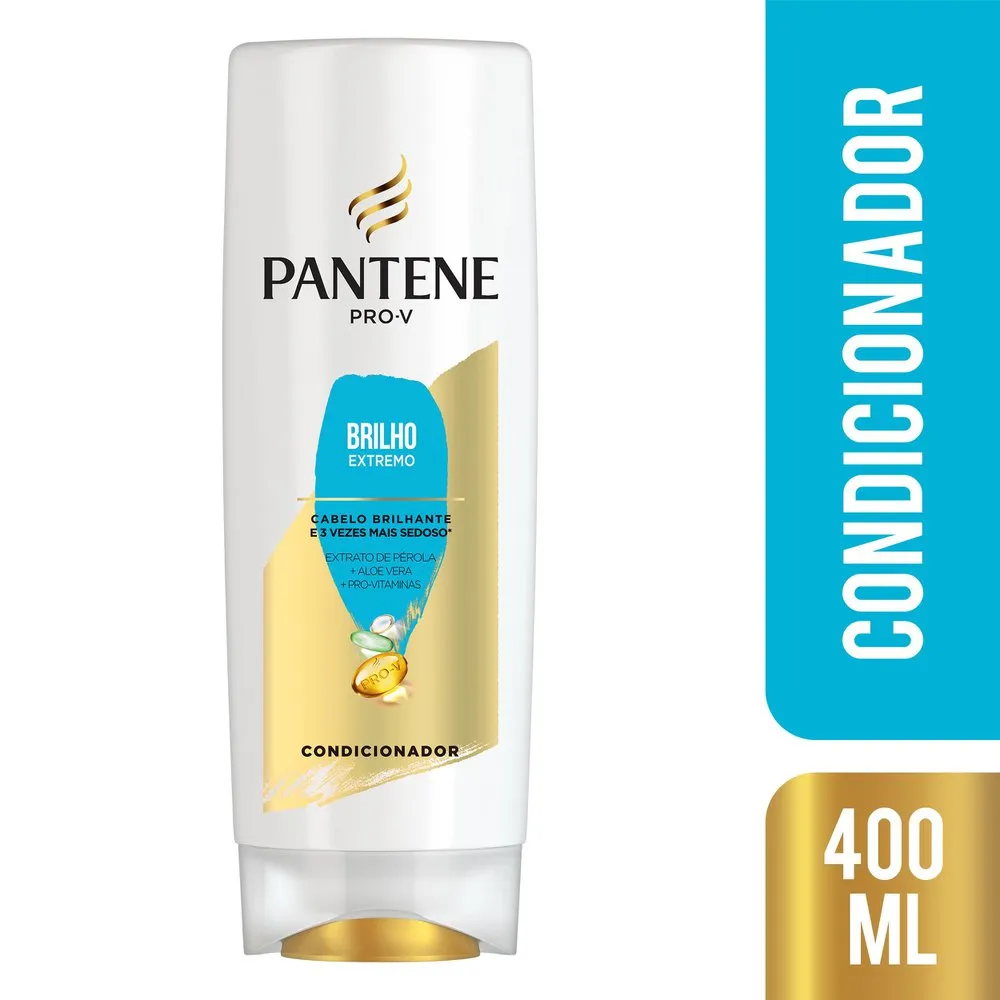 PANTENE
PRO-V
BRILHO
EXTREMO
CABELO BRILHANTE
E 3 VEZES MAIS SEDOSO*
EXTRATO DE PÉROLA
+ ALOE VERA
+ PRO-VITAMINAS
PRO-V
CONDICIONADOR
CONDICIONADOR
400
ML